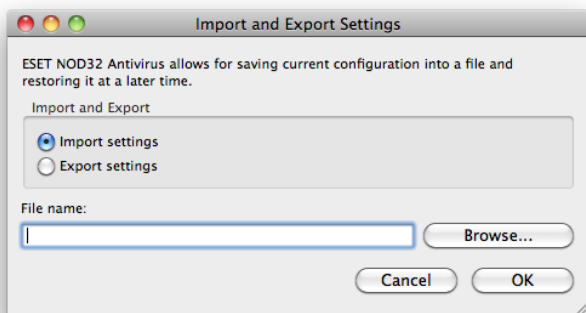 Import and Export Settings
ESET NOD32 Antivirus allows for saving current configuration into a file and
restoring it at a later time.
Import and Export
Import settings
Export settings
File name:
Browse...
Cancel OK